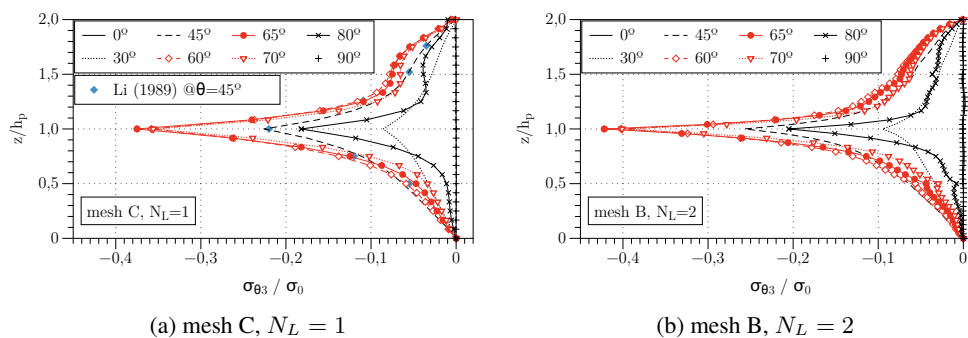 2,0
1,5
1,0
0,5
0
z/hp
0º 45º 65º 80º
30º 60º 70º 90º
Li (1989) @θ=45º
mesh C, NL=1
−0,4 −0,3 −0,2 −0,1 0
σθ3 / σ0
(a) mesh C, NL = 1
2,0
1,5
1,0
0,5
0
z/hp
0º 45º 65º 80º
30º 60º 70º 90º
mesh B, NL=2
−0,4 −0,3 −0,2 −0,1 0
σθ3 / σ0
(b) mesh B, NL = 2